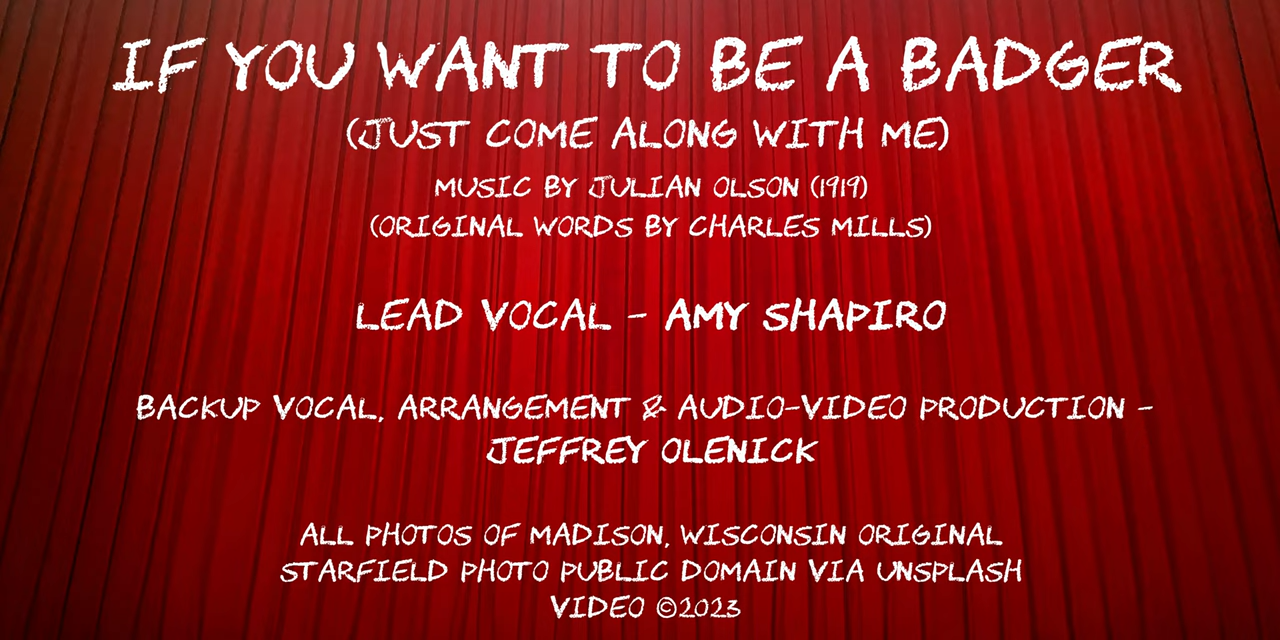 IF YOU WANT TO BE A BADGER
(JUST COME ALONG WITH ME)
MUSIC BY JULIAN OLSON (1919)
(ORIGINAL WORDS BY CHARLES MILLS)
LEAD VOCAL - AMY SHAPIRO
BACKUP VOCAL, ARRANGEMENT & AUDIO-VIDEO PRODUCTION -
JEFFREY OLENICK
ALL PHOTOS OF MADISON, WISCONSIN ORIGINAL
STARFIELD PHOTO PUBLIC DOMAIN VIA UNSPLASH
VIDEO ©2023